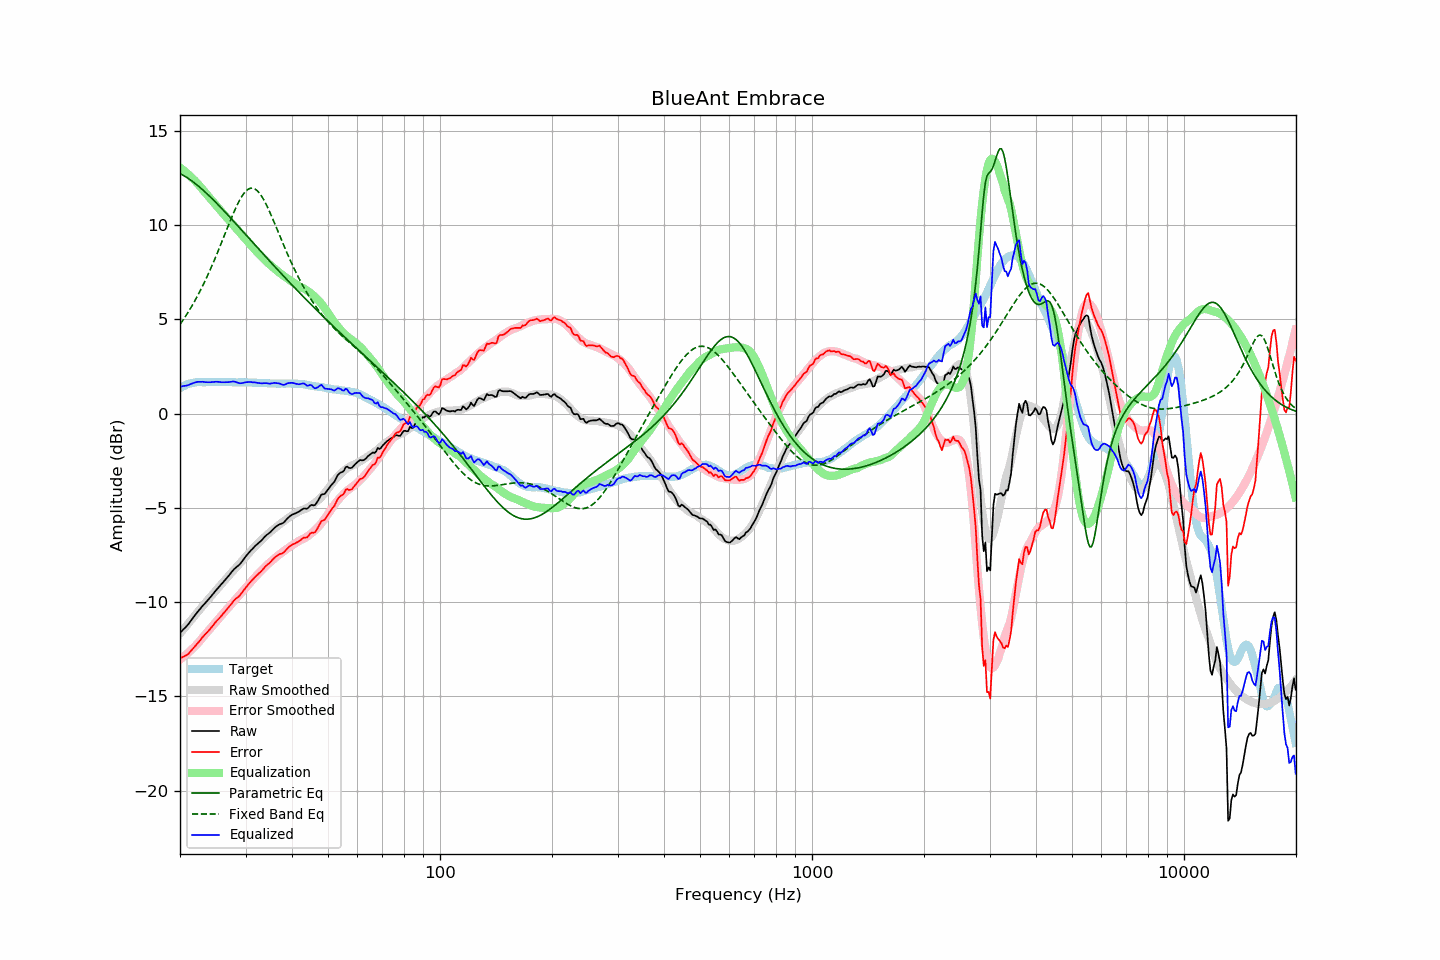 BlueAnt Embrace
Amplitude (dBr)
15
10
5
0
−5
−10
−15
−20
Target
Raw Smoothed
Error Smoothed
Raw
Error
Equalization
Parametric Eq
Fixed Band Eq
Equalized
100
1000
10000
Frequency (Hz)